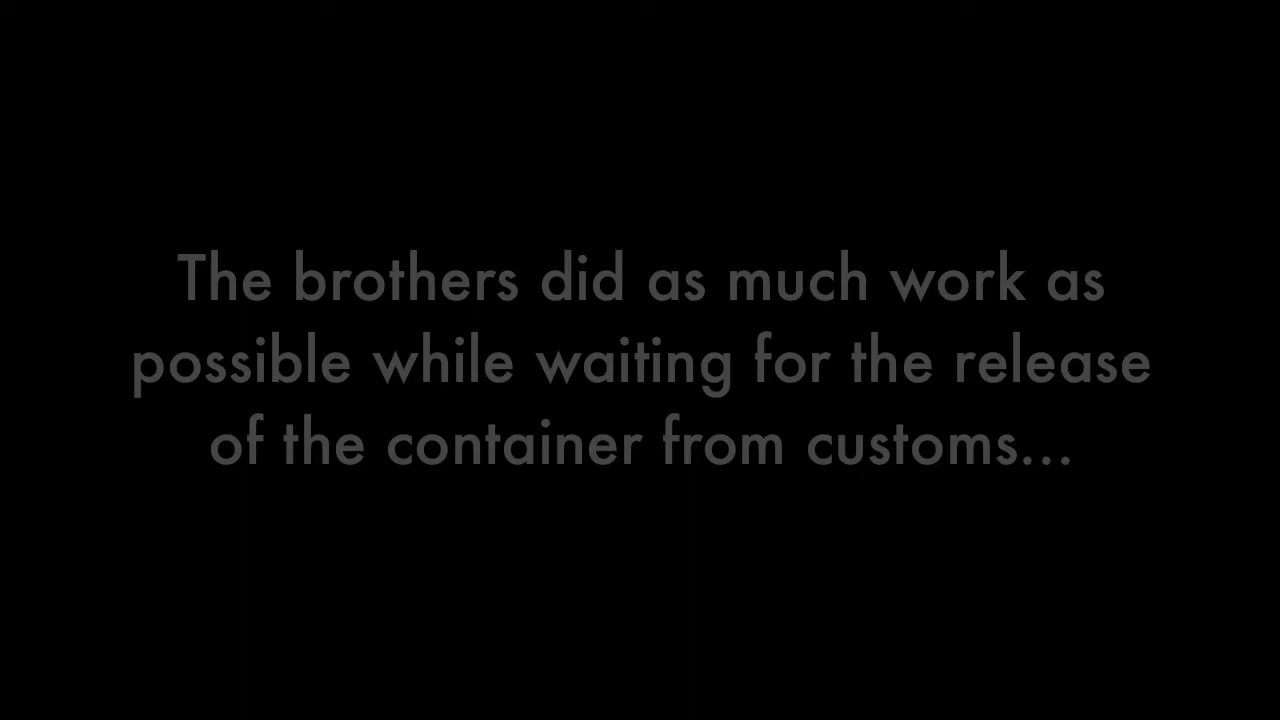 The brothers did as much work as
possible while waiting for the release
of the container from customs...